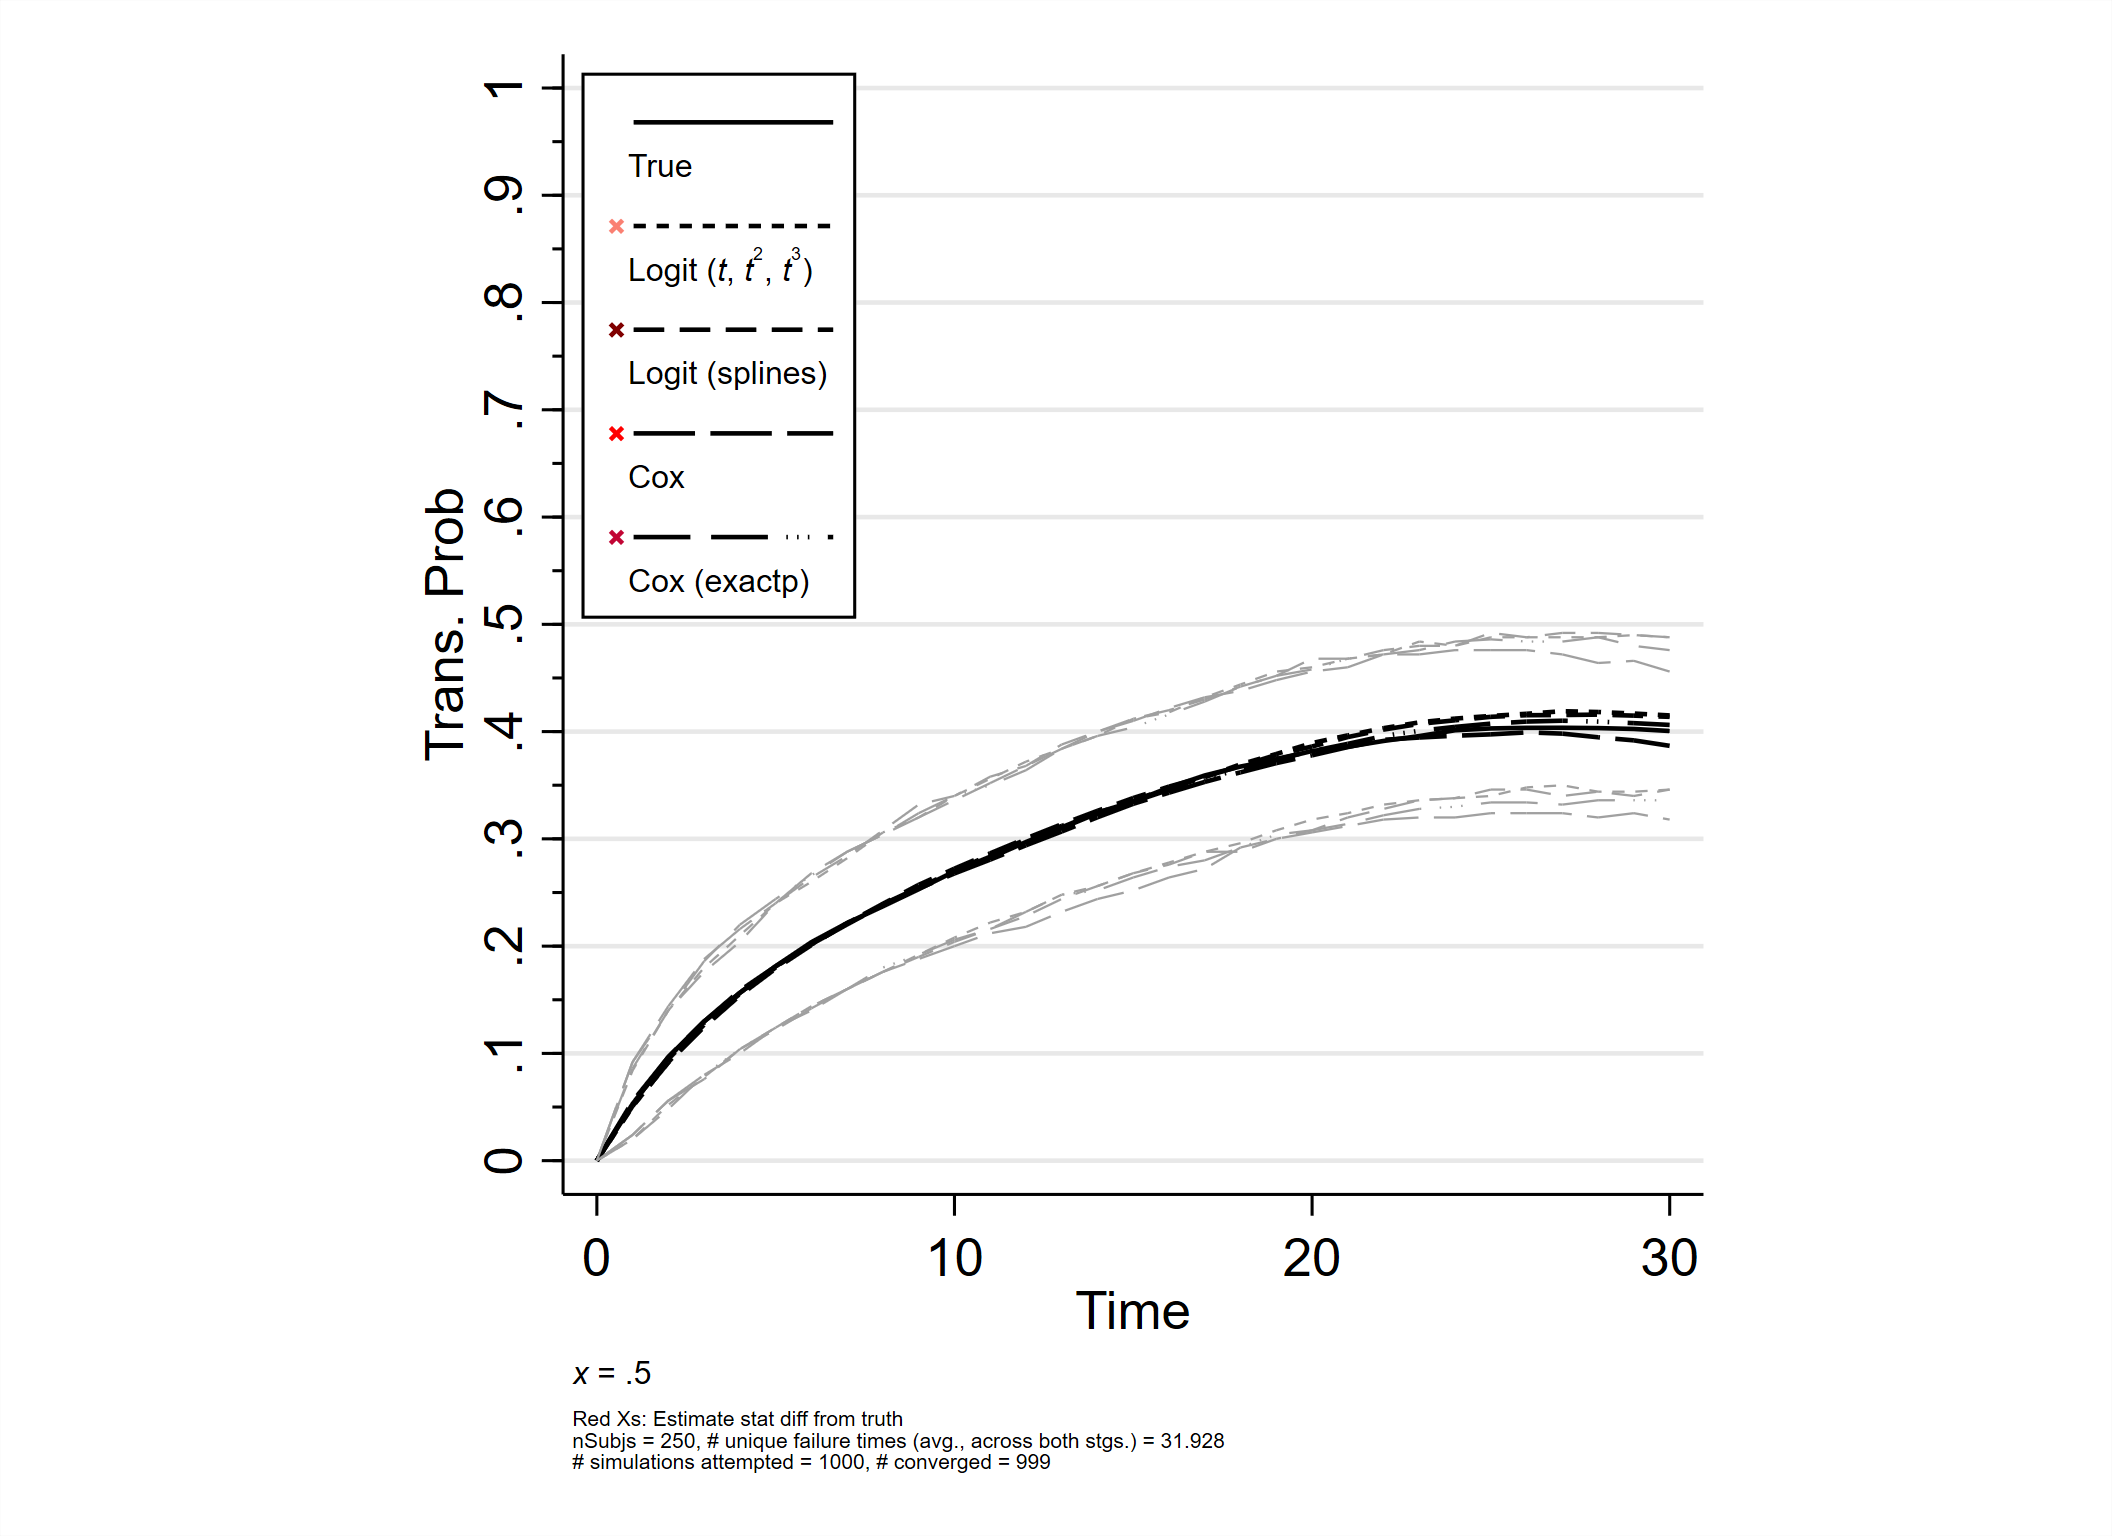 1
.9
.8
.7
.6
.5
.4
.3
.2
.1
0
Trans. Prob
True
Logit (t, t², t³)
Logit (splines)
Cox
Cox (exactp)
0 10 20 30
Time
x = .5
Red Xs: Estimate stat diff from truth
nSubjs = 250, # unique failure times (avg., across both stgs.) = 31.928
# simulations attempted = 1000, # converged = 999